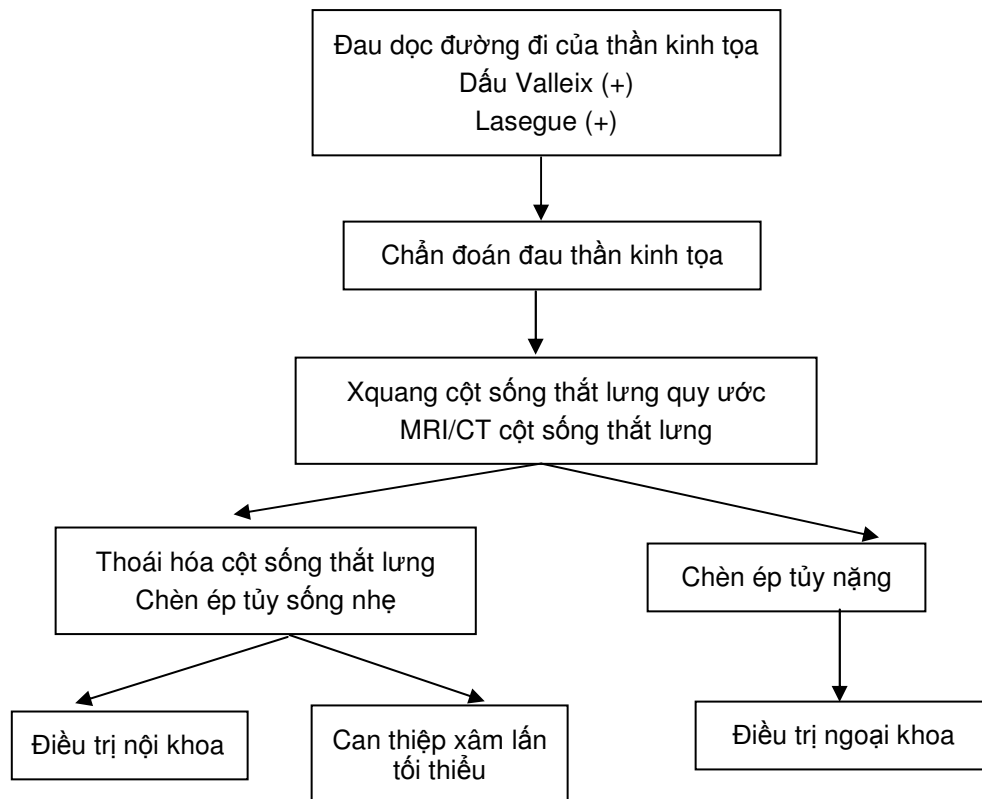 Đau dọc đường đi của thần kinh tọa
Dấu Valleix (+)
Lasegue (+)
Chẩn đoán đau thần kinh tọa
Xquang cột sống thắt lưng quy ước
MRI/CT cột sống thắt lưng
Thoái hóa cột sống thắt lưng
Chèn ép tủy sống nhẹ
Chèn ép tủy nặng
Điều trị nội khoa
Can thiệp xâm lấn
tối thiểu
Điều trị ngoại khoa